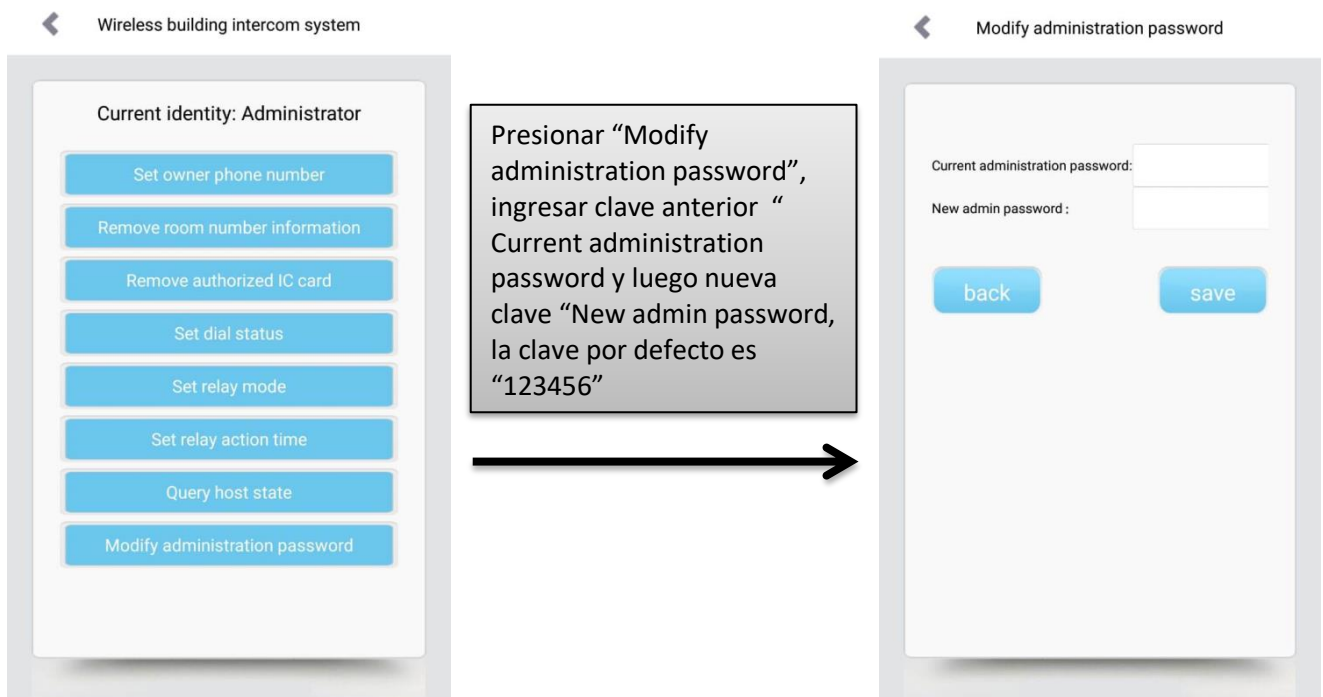 Wireless building intercom system
Current identity: Administrator
Set owner phone number
Remove room number information
Remove authorized IC card
Set dial status
Set relay mode
Set relay action time
Query host state
Modify administration password
Presionar “Modify
administration password”,
ingresar clave anterior “
Current administration
password y luego nueva
clave “New admin password,
la clave por defecto es
“123456”
Modify administration password
Current administration password:
New admin password :
back
save